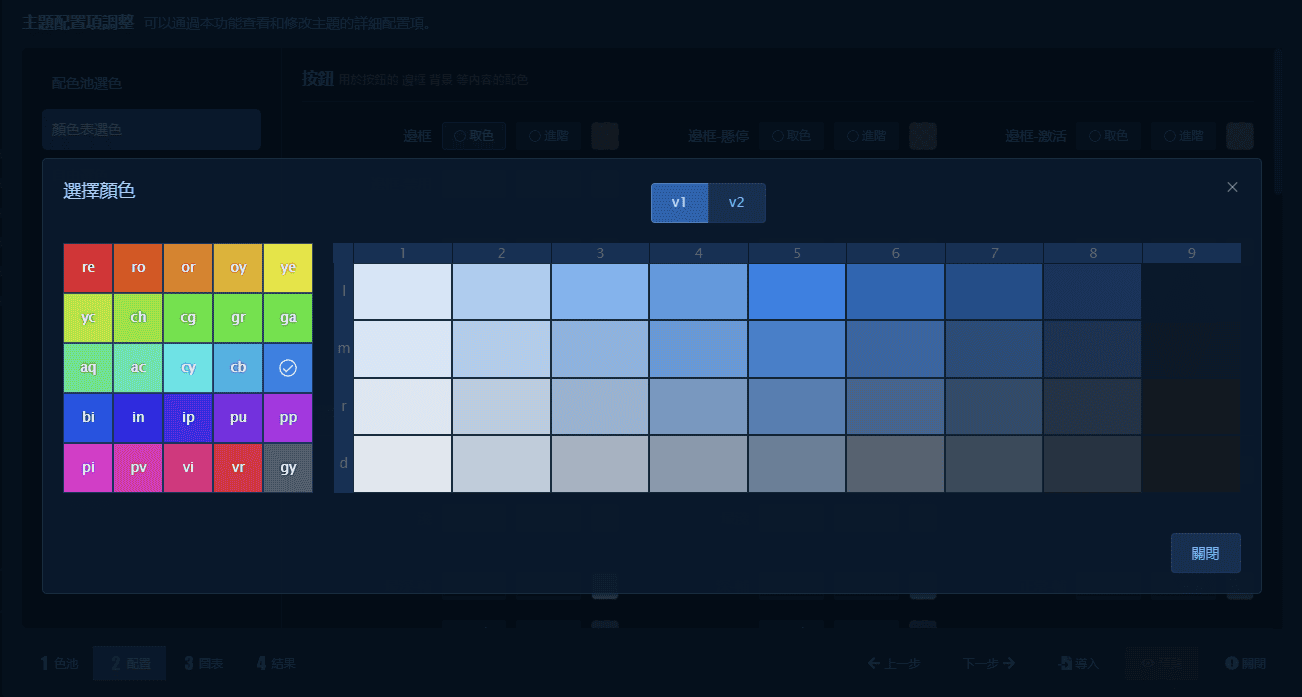 主題配置項調整 可以通過本功能查看和修改主題的詳細配置項。
配色池選色
顏色表選色
按鈕 用於按鈕的 邊框 背景 等内容的配色
邊框 取色 進階 邊框-懸停 取色 進階 邊框-激活 取色 進階
選擇顏色
v1 v2
re ro or oy ye
yc ch cg gr ga
aq ac cy cb
bi in ip pu pp
pi pv vi vr gy
1 2 3 4 5 6 7 8 9
l
m
r
d
關閉
1 色池 2 配置 3 圖表 4 結果
上一步 下一步 導入 關閉